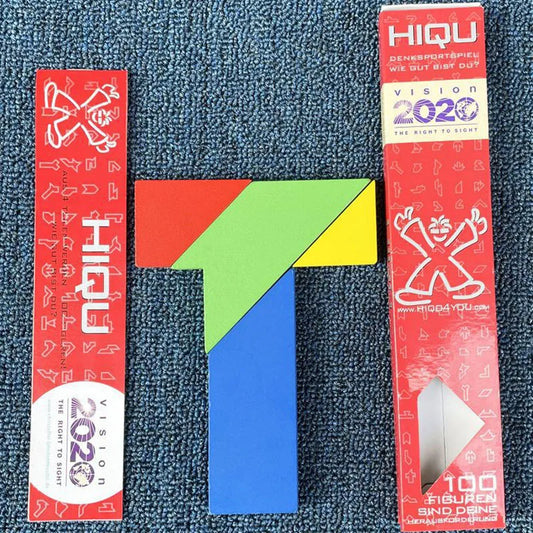 HIQU
VISION
2020
THE RIGHT TO SIGHT
HIQU
DENKSPORTSPIEL
WIE GUT BIST DU?
VISION
2020
THE RIGHT TO SIGHT
www.HIQU4YOU.com
100
FIGUREN
SIND DEINE
HERAUSFORDERUNG